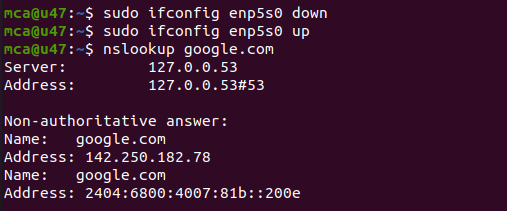 mca@u47:~$ sudo ifconfig enp5s0 down
mca@u47:~$ sudo ifconfig enp5s0 up
mca@u47:~$ nslookup google.com
Server:         127.0.0.53
Address:        127.0.0.53#53

Non-authoritative answer:
Name:   google.com
Address: 142.250.182.78
Name:   google.com
Address: 2404:6800:4007:81b::200e